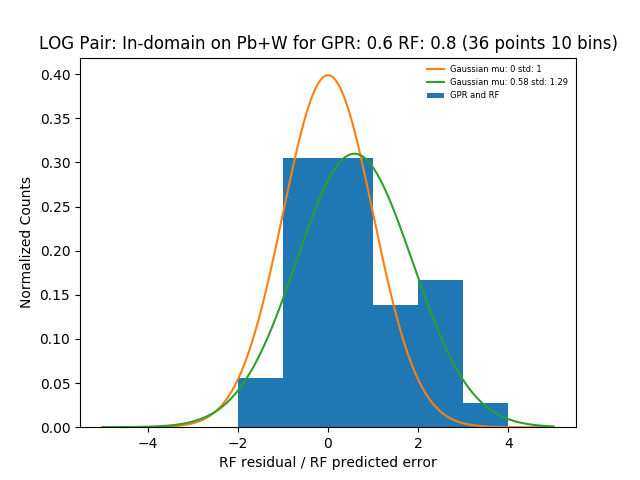 LOG Pair: In-domain on Pb+W for GPR: 0.6 RF: 0.8 (36 points 10 bins)
Gaussian mu: 0 std: 1
Gaussian mu: 0.58 std: 1.29
GPR and RF
Normalized Counts
0.40
0.35
0.30
0.25
0.20
0.15
0.10
0.05
0.00
−4 −2 0 2 4
RF residual / RF predicted error